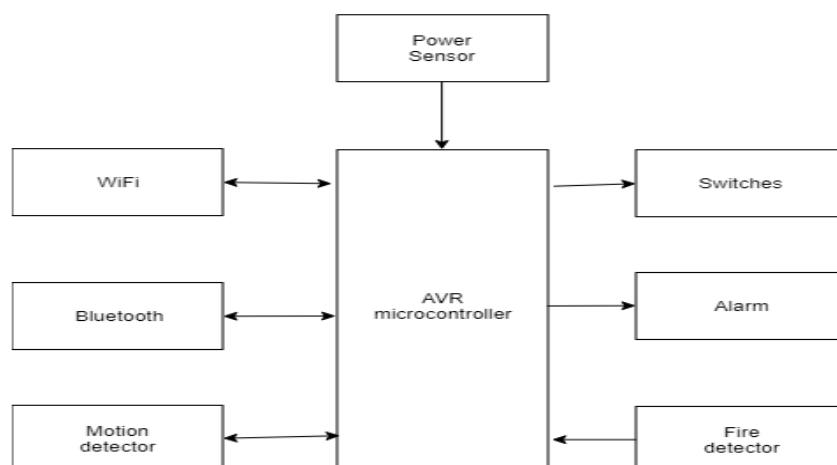 Power
Sensor
WiFi
Switches
AVR
microcontroller
Bluetooth
Alarm
Motion
detector
Fire
detector